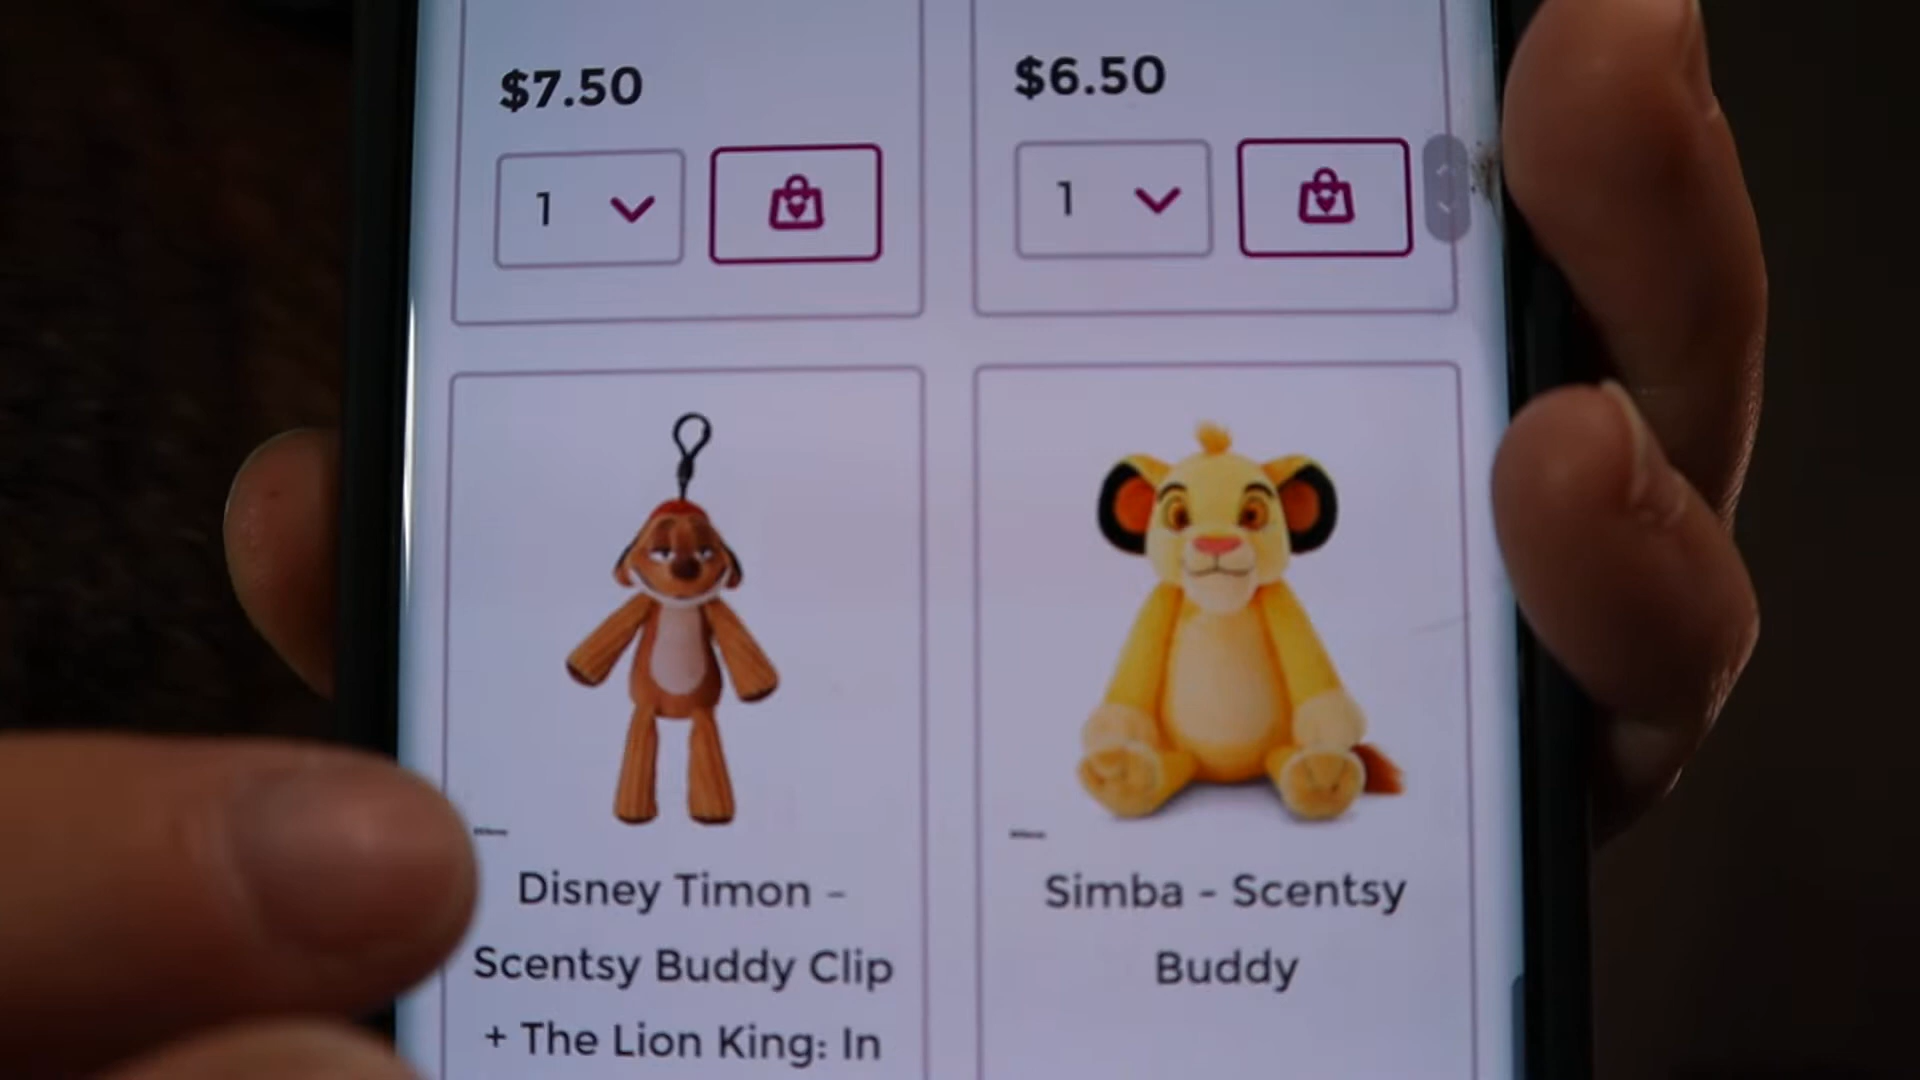 $7.50
$6.50
1
1
Disney Timon –
Scentsy Buddy Clip
+ The Lion King: In
Simba - Scentsy
Buddy